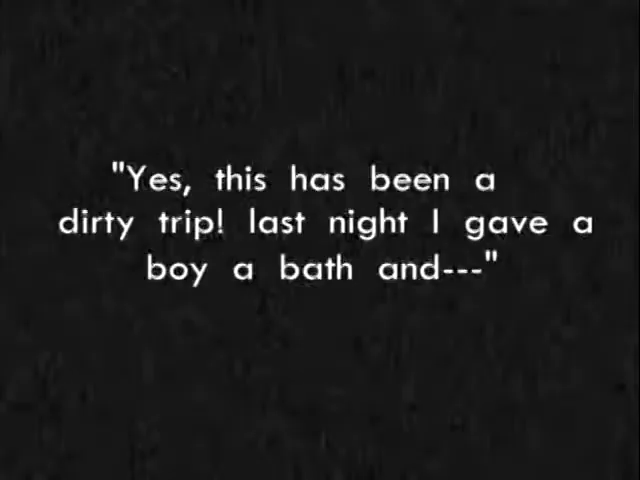 "Yes, this has been a
dirty trip! last night I gave a
boy a bath and---"